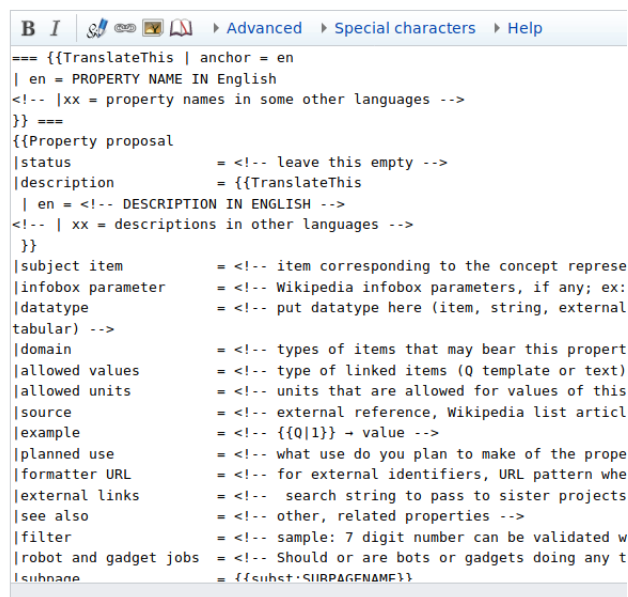 B I Advanced Special characters Help
=== {{TranslateThis | anchor = en
| en = PROPERTY NAME IN English
<!-- |xx = property names in some other languages -->
}} ===
{{Property proposal
|status = <!-- leave this empty -->
|description = {{TranslateThis
| en = <!-- DESCRIPTION IN ENGLISH -->
<!-- | xx = descriptions in other languages -->
}}
|subject item = <!-- item corresponding to the concept represe
|infobox parameter = <!-- Wikipedia infobox parameters, if any; ex:
|datatype = <!-- put datatype here (item, string, external
tabular) -->
|domain = <!-- types of items that may bear this propert
|allowed values = <!-- type of linked items (Q template or text)
|allowed units = <!-- units that are allowed for values of this
|source = <!-- external reference, Wikipedia list articl
|example = <!-- {{Q|1}} → value -->
|planned use = <!-- what use do you plan to make of the prope
|formatter URL = <!-- for external identifiers, URL pattern whe
|external links = <!-- search string to pass to sister projects
|see also = <!-- other, related properties -->
|filter = <!-- sample: 7 digit number can be validated w
|robot and gadget jobs = <!-- Should or are bots or gadgets doing any t
|subpage = {{subst:SUBPAGENAME}}